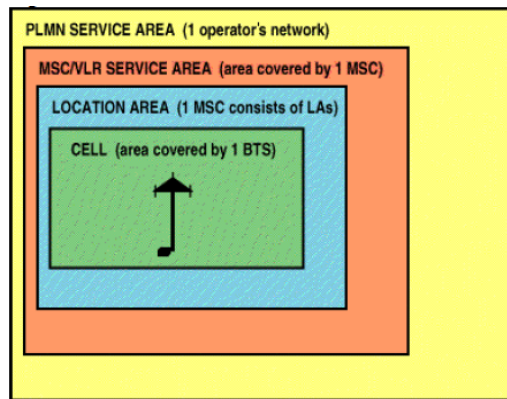 PLMN SERVICE AREA (1 operator's network)
MSC/VLR SERVICE AREA (area covered by 1 MSC)
LOCATION AREA (1 MSC consists of LAs)
CELL (area covered by 1 BTS)